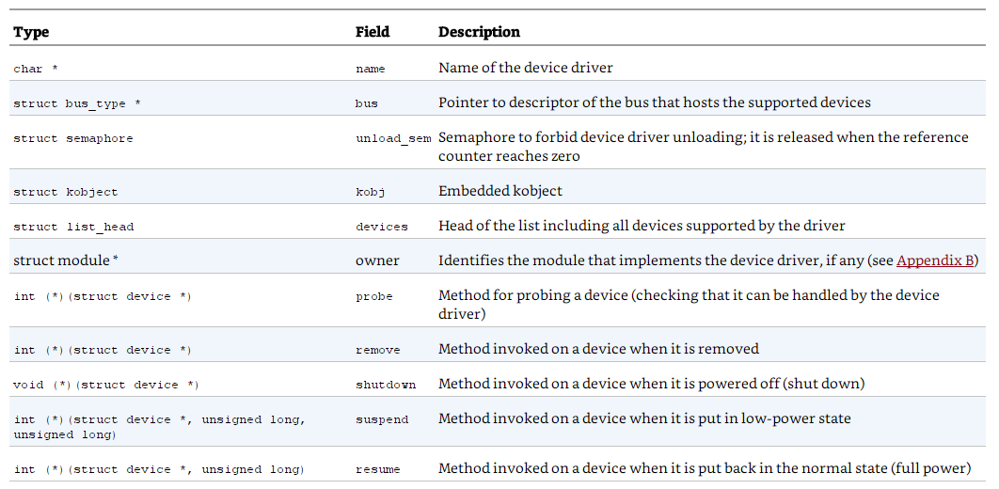 Type Field Description
char * name Name of the device driver
struct bus_type * bus Pointer to descriptor of the bus that hosts the supported devices
struct semaphore unload_sem Semaphore to forbid device driver unloading; it is released when the reference
counter reaches zero
struct kobject kobj Embedded kobject
struct list_head devices Head of the list including all devices supported by the driver
struct module * owner Identifies the module that implements the device driver, if any (see Appendix B)
int (*)(struct device *) probe Method for probing a device (checking that it can be handled by the device
driver)
int (*)(struct device *) remove Method invoked on a device when it is removed
void (*)(struct device *) shutdown Method invoked on a device when it is powered off (shut down)
int (*)(struct device *, unsigned long, suspend Method invoked on a device when it is put in low-power state
unsigned long)
int (*)(struct device *, unsigned long) resume Method invoked on a device when it is put back in the normal state (full power)